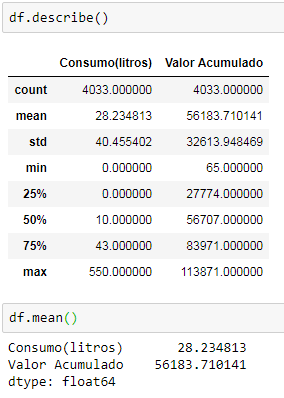 df.describe()
Consumo(litros) Valor Acumulado
count 4033.000000 4033.000000
mean 28.234813 56183.710141
std 40.455402 32613.948469
min 0.000000 65.000000
25% 0.000000 27774.000000
50% 10.000000 56707.000000
75% 43.000000 83971.000000
max 550.000000 113871.000000
df.mean()
Consumo(litros) 28.234813
Valor Acumulado 56183.710141
dtype: float64